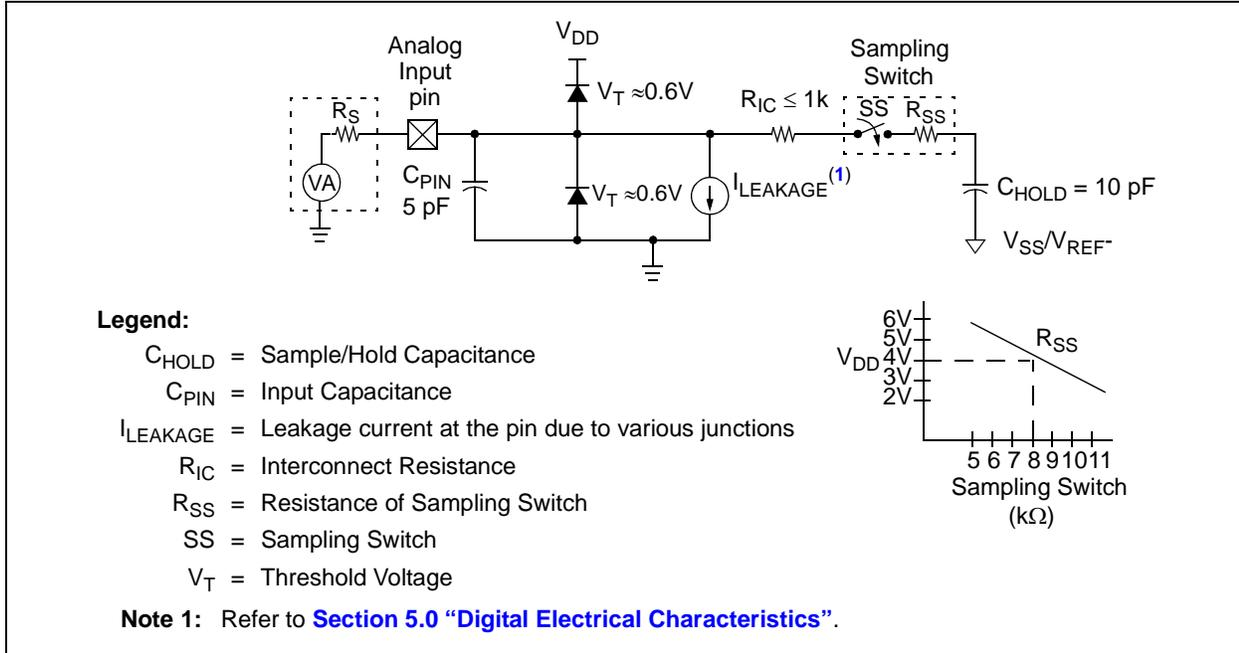 V_DD
Analog
Input
pin
Sampling
Switch
V_T ≈0.6V
R_IC ≤ 1k
SS
R_SS
R_S
VA
C_PIN
5 pF
V_T ≈0.6V
I_LEAKAGE(1)
C_HOLD = 10 pF
V_SS/V_REF-
Legend:
C_HOLD = Sample/Hold Capacitance
C_PIN = Input Capacitance
I_LEAKAGE = Leakage current at the pin due to various junctions
R_IC = Interconnect Resistance
R_SS = Resistance of Sampling Switch
SS = Sampling Switch
V_T = Threshold Voltage
6V
5V
V_DD 4V
3V
2V
R_SS
5 6 7 8 9 10 11
Sampling Switch
(kΩ)
Note 1: Refer to Section 5.0 “Digital Electrical Characteristics”.